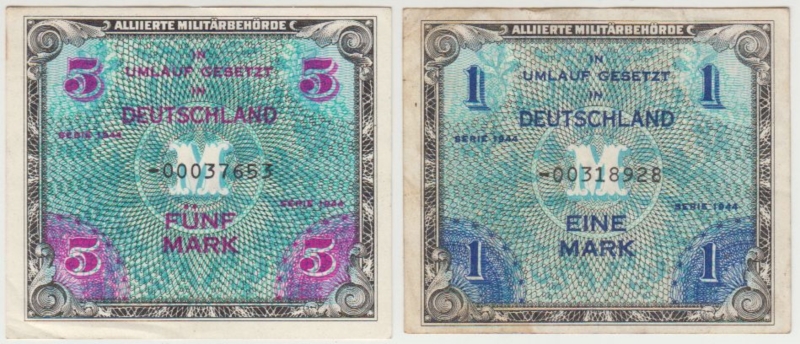 ALLIIERTE MILITÄRBEHÖRDE
5 IN 5
UMLAUF GESETZT
IN
DEUTSCHLAND
SERIE 1944
M
-00037653
SERIE 1944
FÜNF
MARK
5 5
ALLIIERTE MILITÄRBEHÖRDE
1 IN 1
UMLAUF GESETZT
IN
DEUTSCHLAND
SERIE 1944
M
-00318928
SERIE 1944
EINE
MARK
1 1